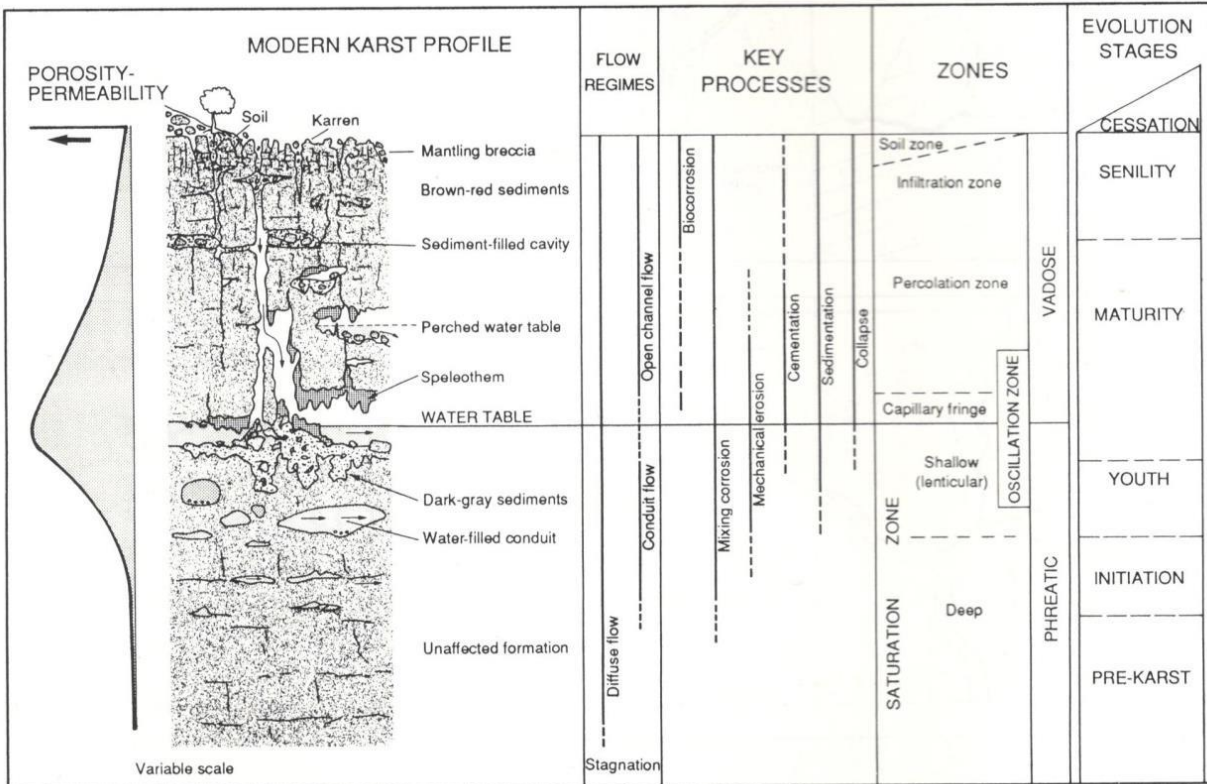 MODERN KARST PROFILE
POROSITY-
PERMEABILITY
Soil
Karren
Mantling breccia
Brown-red sediments
Sediment-filled cavity
Perched water table
Speleothem
WATER TABLE
Dark-gray sediments
Water-filled conduit
Unaffected formation
Variable scale
FLOW
REGIMES
Open channel flow
Conduit flow
Diffuse flow
Stagnation
KEY
PROCESSES
Biocorrosion
Mixing corrosion
Mechanical erosion
Cementation
Sedimentation
Collapse
ZONES
Soil zone
Infiltration zone
Percolation zone
Capillary fringe
Shallow
(lenticular)
Deep
SATURATION ZONE
OSCILLATION ZONE
VADOSE
PHREATIC
EVOLUTION
STAGES
CESSATION
SENILITY
MATURITY
YOUTH
INITIATION
PRE-KARST